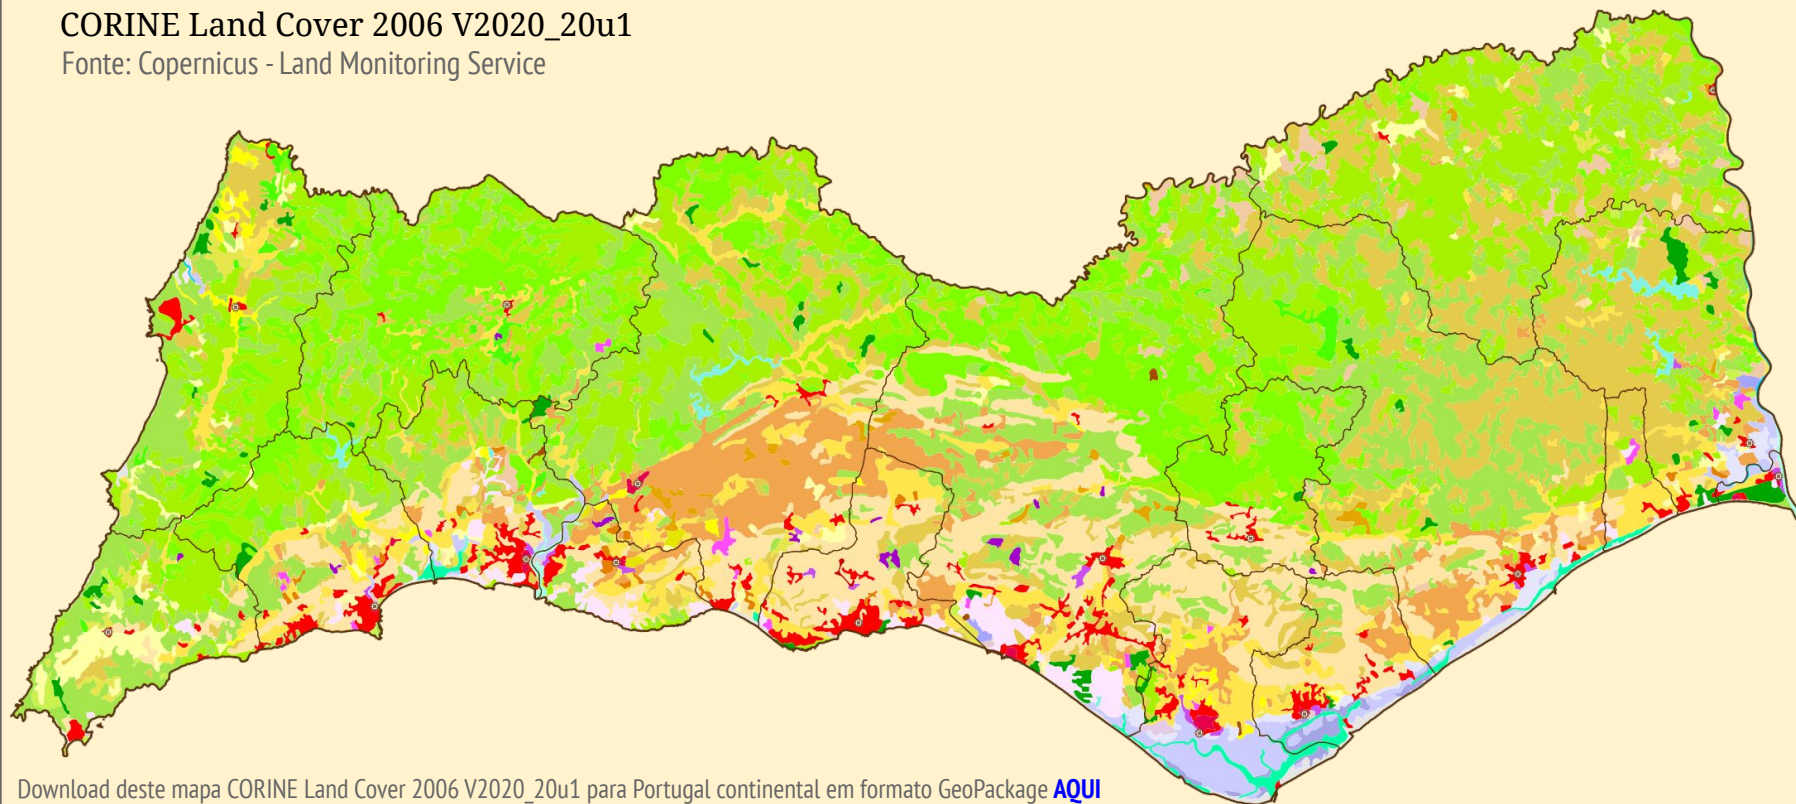 CORINE Land Cover 2006 V2020_20u1
Fonte: Copernicus - Land Monitoring Service
Download deste mapa CORINE Land Cover 2006 V2020_20u1 para Portugal continental em formato GeoPackage AQUI